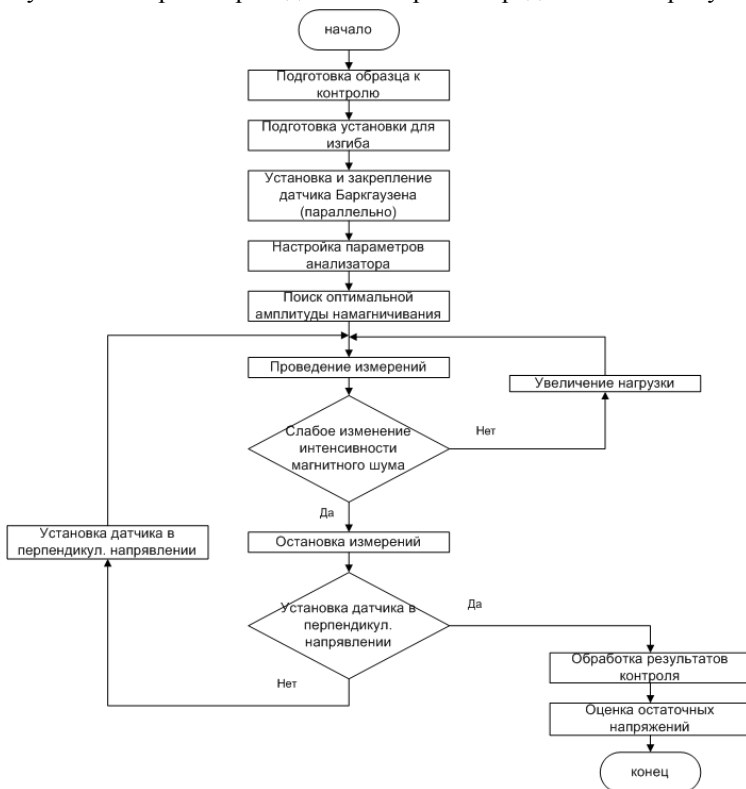 начало
Подготовка образца к
контролю
Подготовка установки для
изгиба
Установка и закрепление
датчика Баркгаузена
(параллельно)
Настройка параметров
анализатора
Поиск оптимальной
амплитуды намагничивания
Проведение измерений
Увеличение нагрузки
Слабое изменение
интенсивности
магнитного шума
Нет
Да
Установка датчика в
перпендикул. напрявлении
Остановка измерений
Установка датчика в
перпендикул.
напрявлении
Да
Нет
Обработка результатов
контроля
Оценка остаточных
напряжений
конец